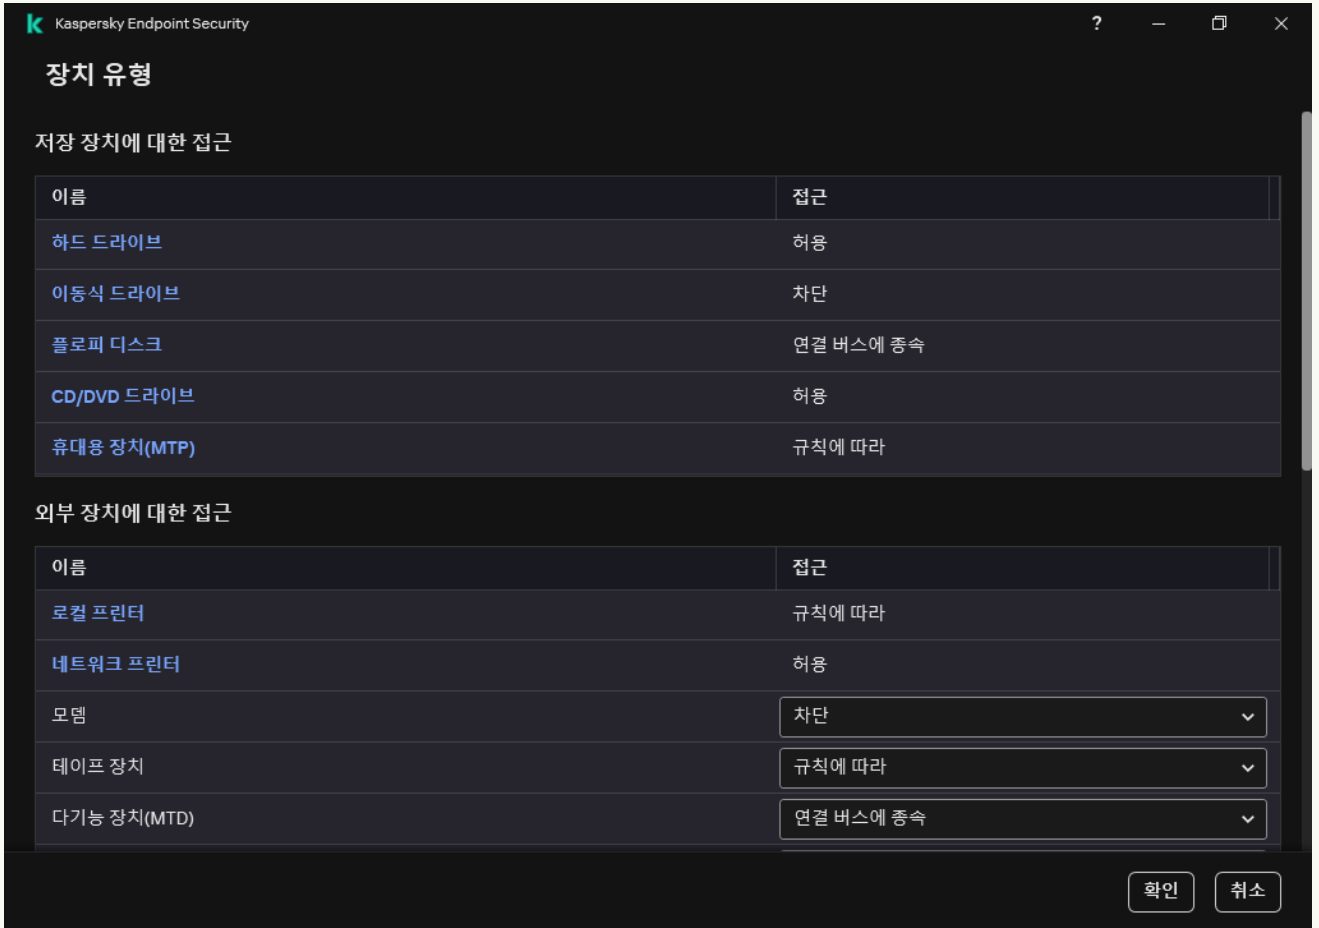 Kaspersky Endpoint Security
?
장치 유형
저장 장치에 대한 접근
이름 접근
하드 드라이브 허용
이동식 드라이브 차단
플로피 디스크 연결 버스에 종속
CD/DVD 드라이브 허용
휴대용 장치(MTP) 규칙에 따라
외부 장치에 대한 접근
이름 접근
로컬 프린터 규칙에 따라
네트워크 프린터 허용
모뎀 차단
테이프 장치 규칙에 따라
다기능 장치(MTD) 연결 버스에 종속
확인 취소